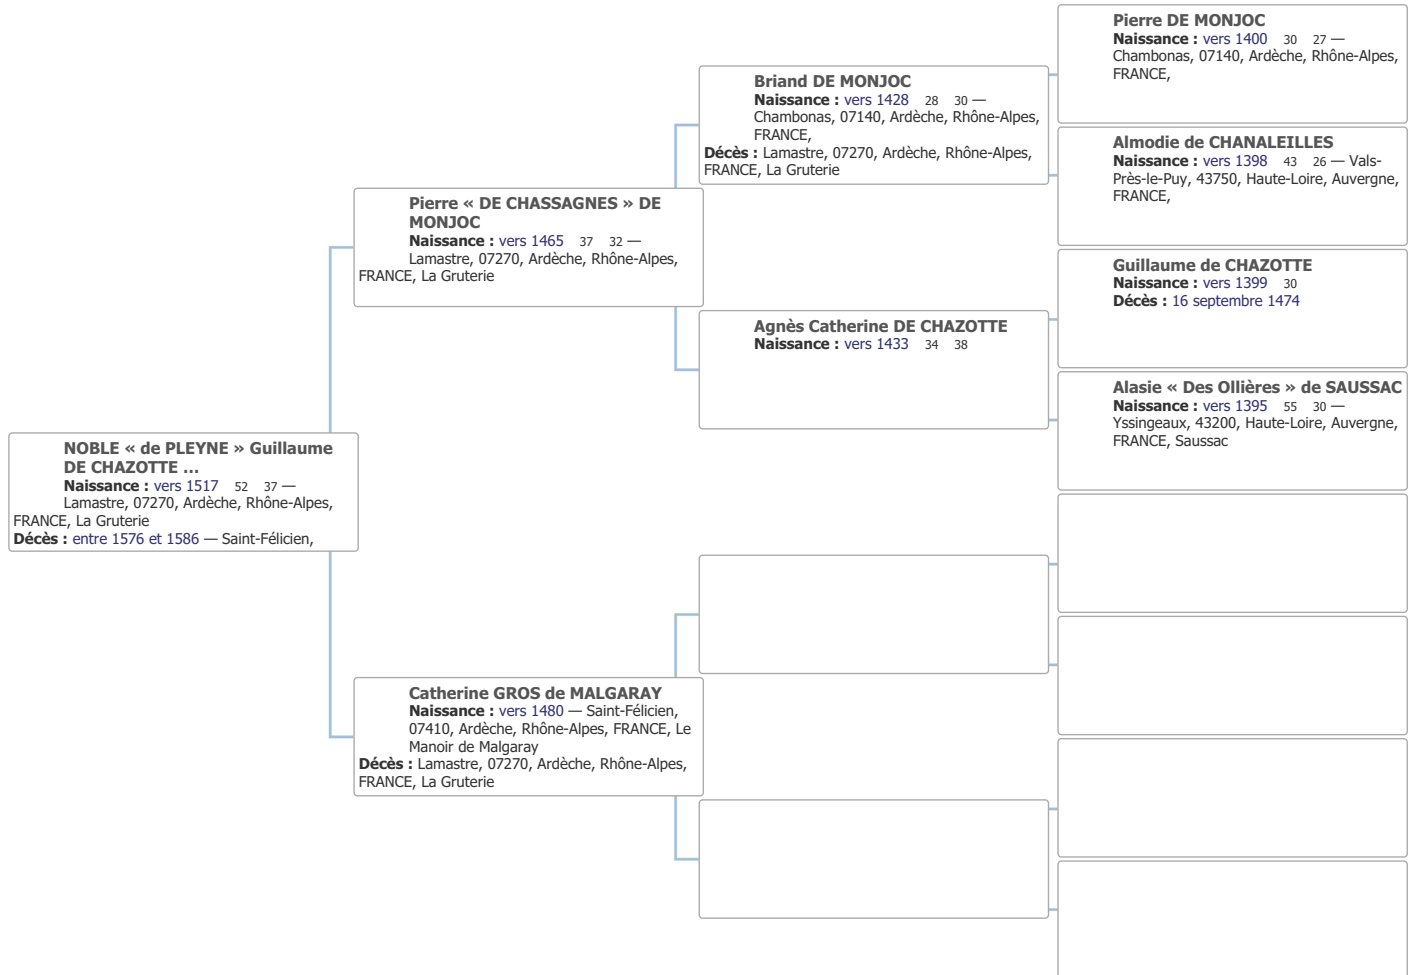 Pierre DE MONJOC
Naissance : vers 1400 30 27 —
Chambonas, 07140, Ardèche, Rhône-Alpes,
FRANCE,
Briand DE MONJOC
Naissance : vers 1428 28 30 —
Chambonas, 07140, Ardèche, Rhône-Alpes,
FRANCE,
Décès : Lamastre, 07270, Ardèche, Rhône-Alpes,
FRANCE, La Gruterie
Almodie de CHANALEILLES
Naissance : vers 1398 43 26 — Vals-
Près-le-Puy, 43750, Haute-Loire, Auvergne,
FRANCE,
Pierre « DE CHASSAGNES » DE
MONJOC
Naissance : vers 1465 37 32 —
Lamastre, 07270, Ardèche, Rhône-Alpes,
FRANCE, La Gruterie
Guillaume de CHAZOTTE
Naissance : vers 1399 30
Décès : 16 septembre 1474
Agnès Catherine DE CHAZOTTE
Naissance : vers 1433 34 38
Alasie « Des Ollières » de SAUSSAC
Naissance : vers 1395 55 30 —
Yssingeaux, 43200, Haute-Loire, Auvergne,
FRANCE, Saussac
NOBLE « de PLEYNE » Guillaume
DE CHAZOTTE ...
Naissance : vers 1517 52 37 —
Lamastre, 07270, Ardèche, Rhône-Alpes,
FRANCE, La Gruterie
Décès : entre 1576 et 1586 — Saint-Félicien,
Catherine GROS de MALGARAY
Naissance : vers 1480 — Saint-Félicien,
07410, Ardèche, Rhône-Alpes, FRANCE, Le
Manoir de Malgaray
Décès : Lamastre, 07270, Ardèche, Rhône-Alpes,
FRANCE, La Gruterie